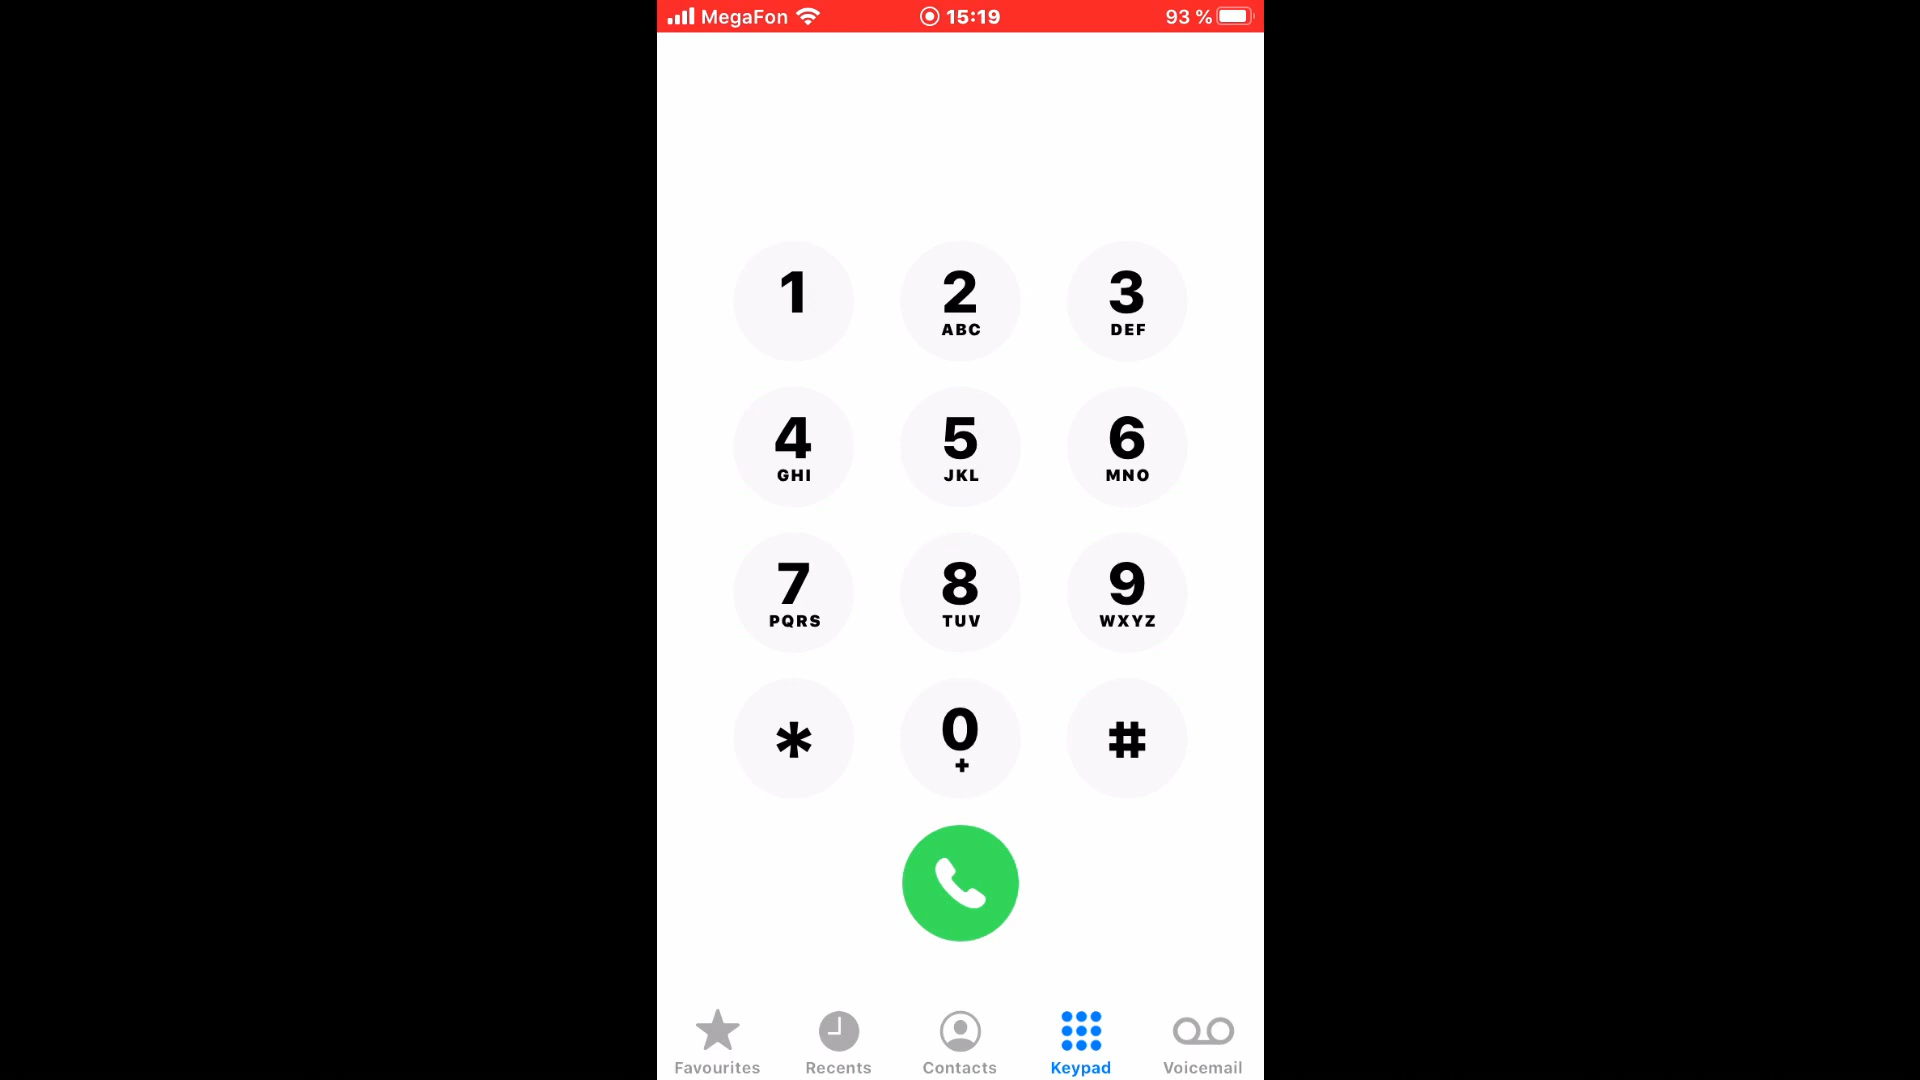 MegaFon 15:19 93 %
1 2 3
ABC DEF
4 5 6
GHI JKL MNO
7 8 9
PQRS TUV WXYZ
* 0 #
+
Favourites Recents Contacts Keypad Voicemail